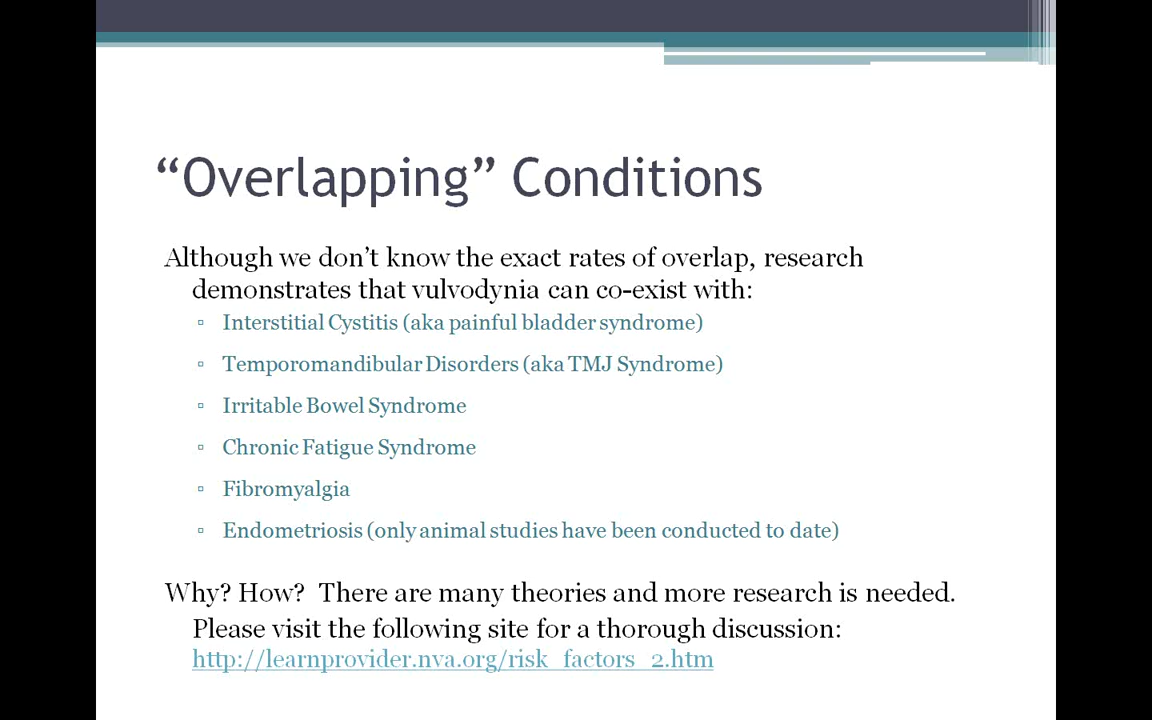 “Overlapping” Conditions
Although we don’t know the exact rates of overlap, research
demonstrates that vulvodynia can co-exist with:
▫ Interstitial Cystitis (aka painful bladder syndrome)
▫ Temporomandibular Disorders (aka TMJ Syndrome)
▫ Irritable Bowel Syndrome
▫ Chronic Fatigue Syndrome
▫ Fibromyalgia
▫ Endometriosis (only animal studies have been conducted to date)
Why? How?  There are many theories and more research is needed.
Please visit the following site for a thorough discussion:
http://learnprovider.nva.org/risk_factors_2.htm